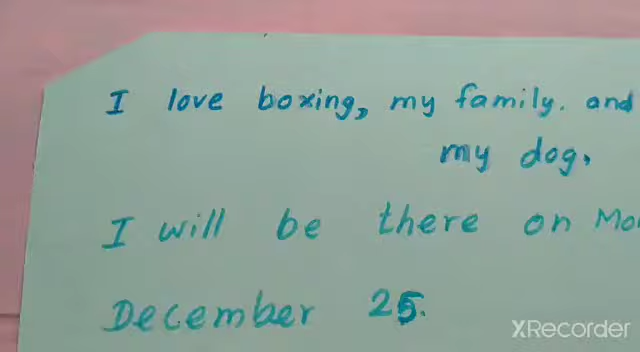 I love boxing, my family. and
my dog,
I will be there on Mo
December 25.
XRecorder